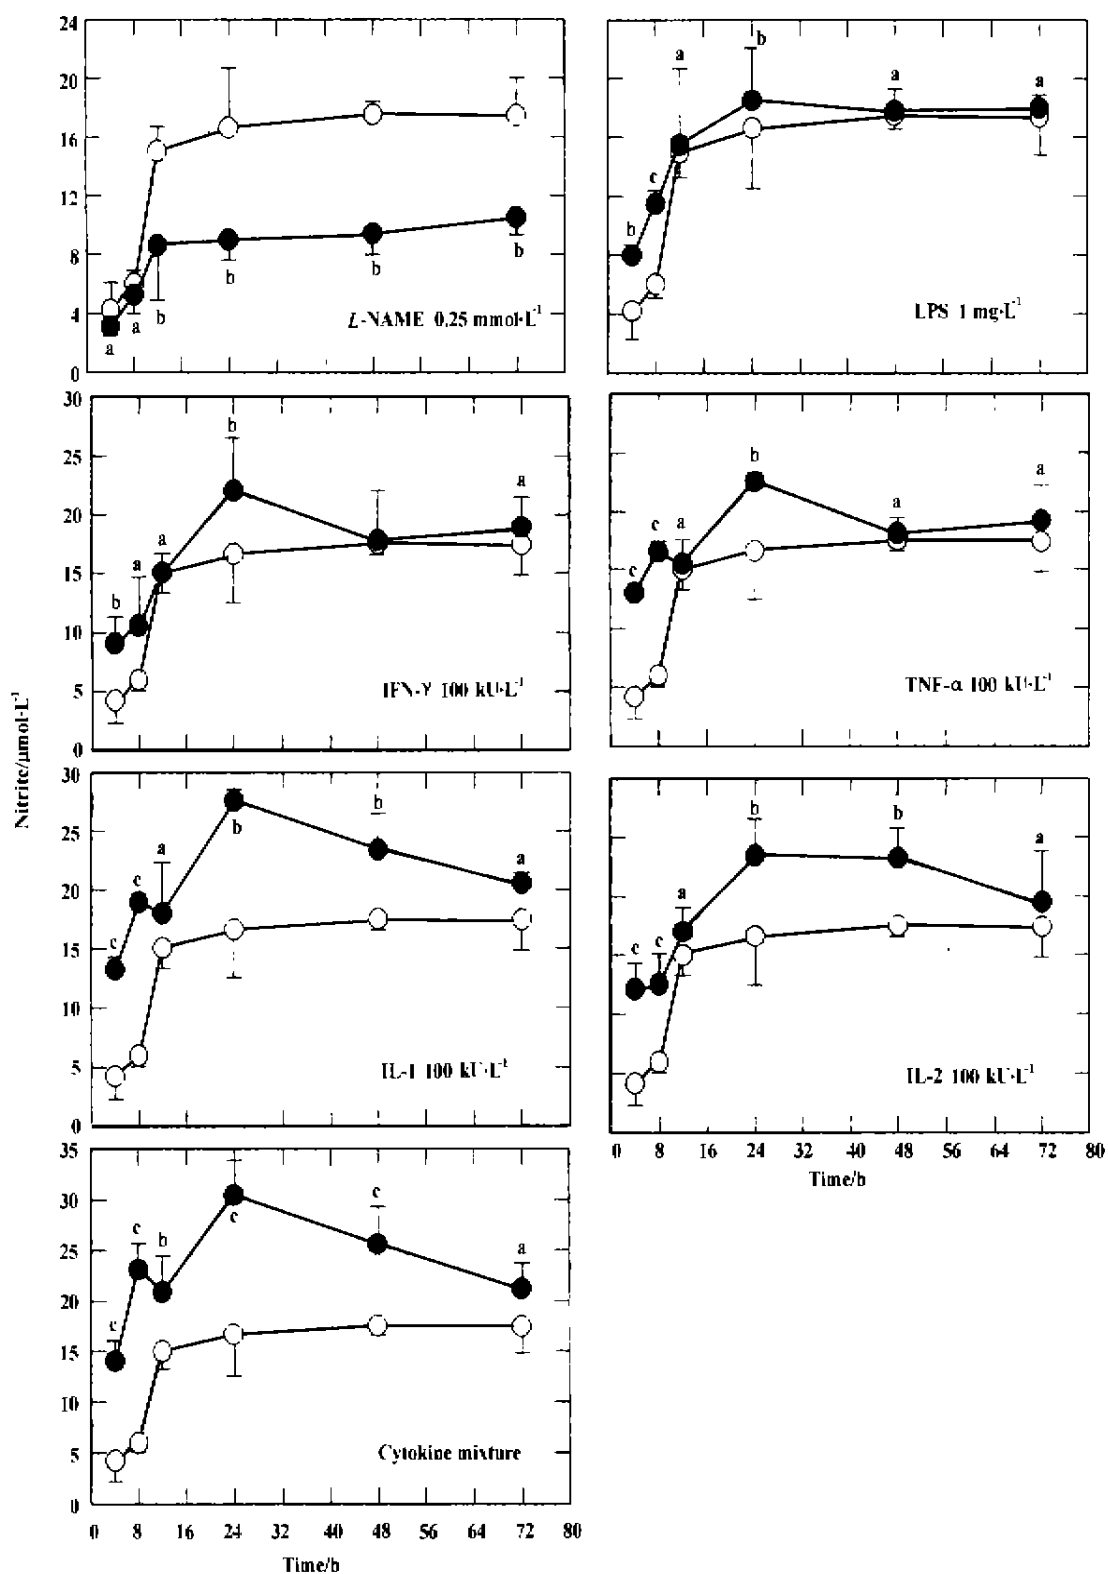 24
20
16
12
8
4
0
a
a
b
b
b
b
L-NAME 0.25 mmol·L-1
b
c
a
b
a
a
LPS 1 mg·L-1
30
25
20
15
10
5
0
b
a
a
b
a
IFN-γ 100 kU·L-1
c
c
a
b
a
a
TNF-α 100 kU·L-1
Nitrite/μmol·L-1
30
25
20
15
10
5
0
c
c
a
b
b
a
IL-1 100 kU·L-1
c
c
a
b
b
a
IL-2 100 kU·L-1
0 8 16 24 32 40 48 56 64 72 80
Time/h
35
30
25
20
15
10
5
0
c
c
b
c
c
a
Cytokine mixture
0 8 16 24 32 40 48 56 64 72 80
Time/h